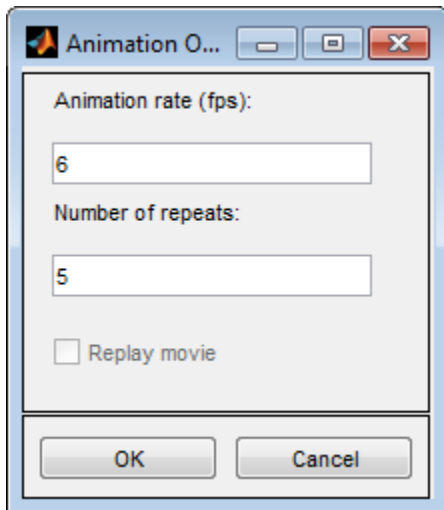 Animation O...
Animation rate (fps):
6
Number of repeats:
5
Replay movie
OK Cancel